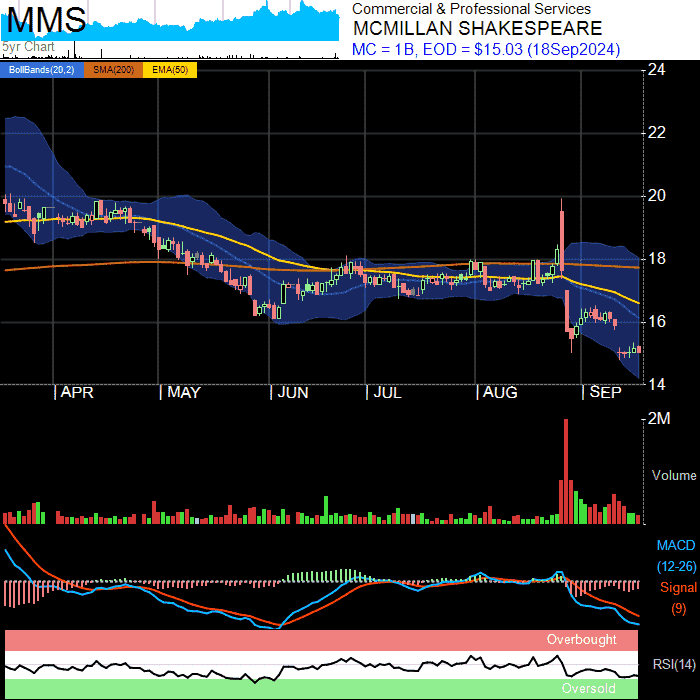 MMS
5yr Chart
Commercial & Professional Services
MCMILLAN SHAKESPEARE
MC = 1B, EOD = $15.03 (18Sep2024)
BollBands(20,2) SMA(200) EMA(50)
24
22
20
18
16
14
APR MAY JUN JUL AUG SEP
2M
Volume
MACD
(12-26)
Signal
(9)
Overbought
RSI(14)
Oversold